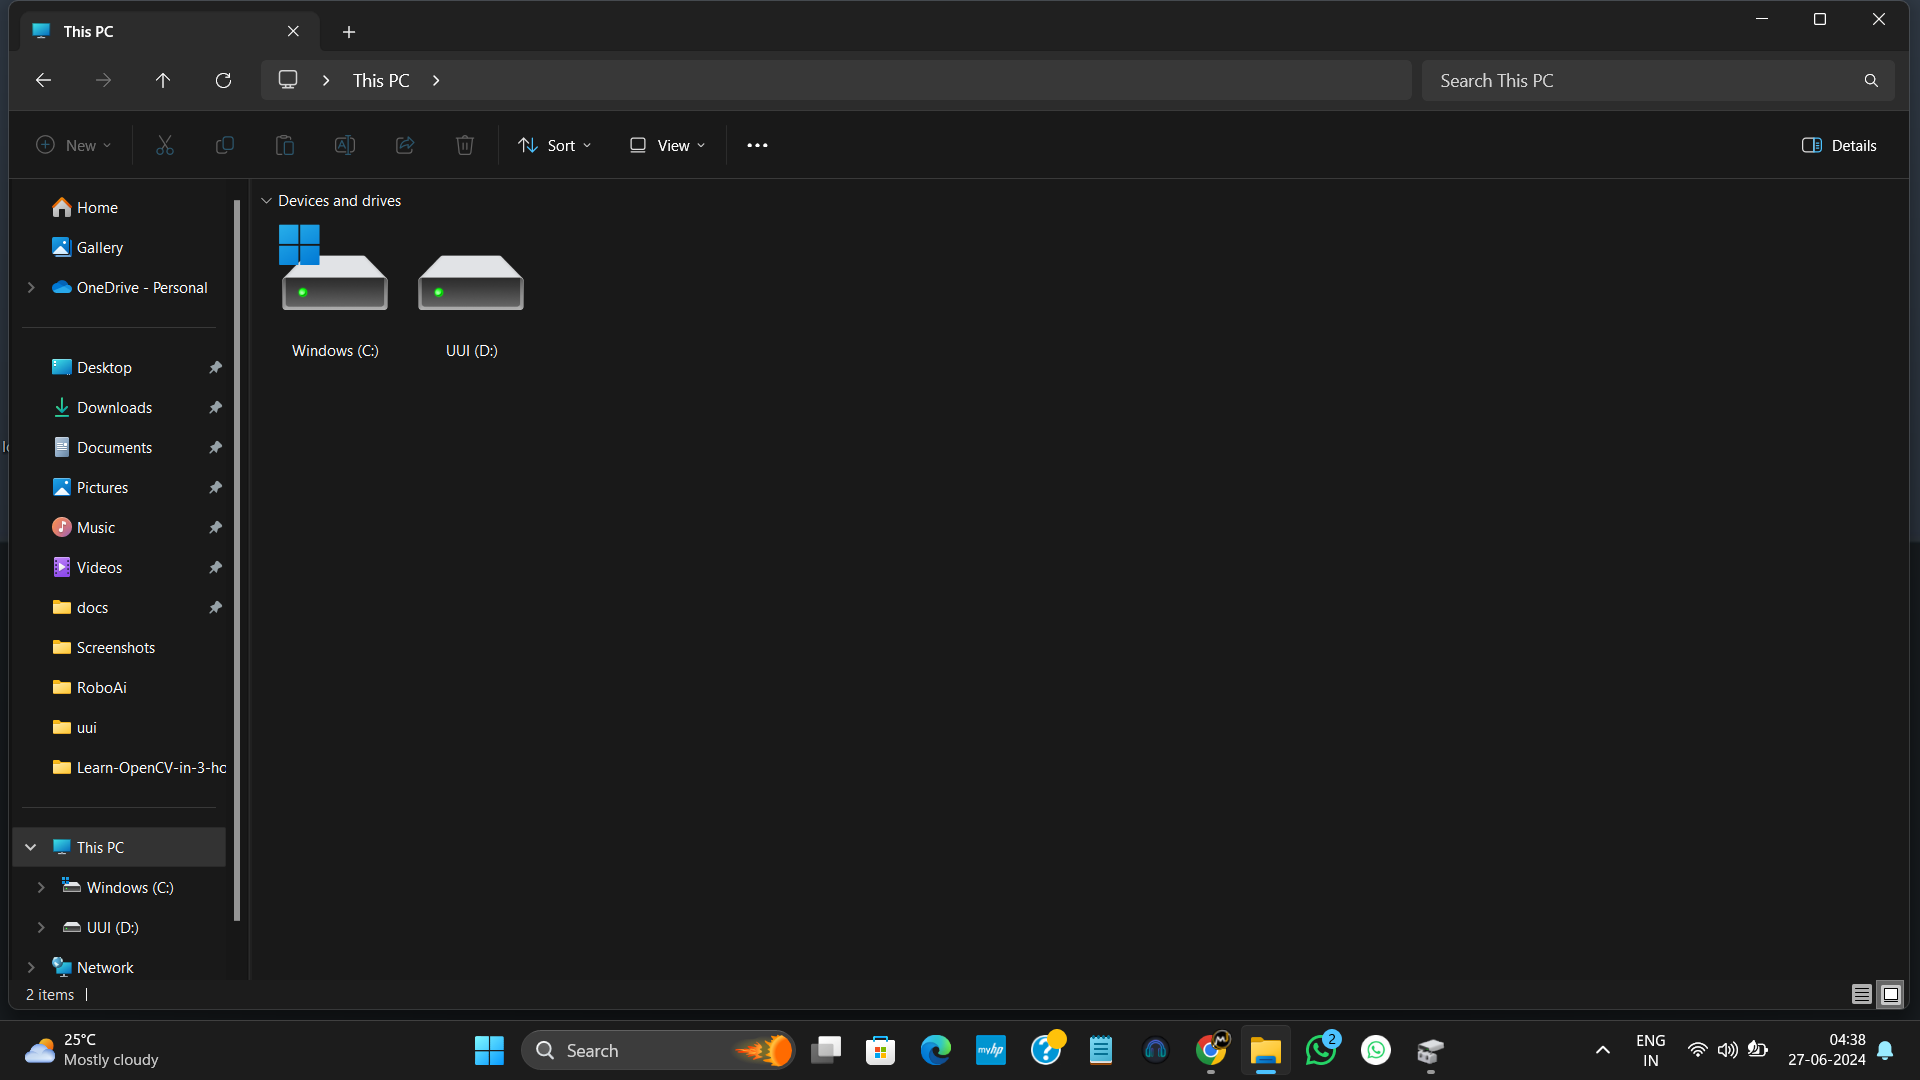 This PC
This PC
Search This PC
New
Sort
View
Details
Home
Gallery
OneDrive - Personal
Desktop
Downloads
Documents
Pictures
Music
Videos
docs
Screenshots
RoboAi
uui
Learn-OpenCV-in-3-ho
This PC
Windows (C:)
UUI (D:)
Network
Devices and drives
Windows (C:)
UUI (D:)
2 items
25°C
Mostly cloudy
Search
myhp
2
ENG
IN
04:38
27-06-2024